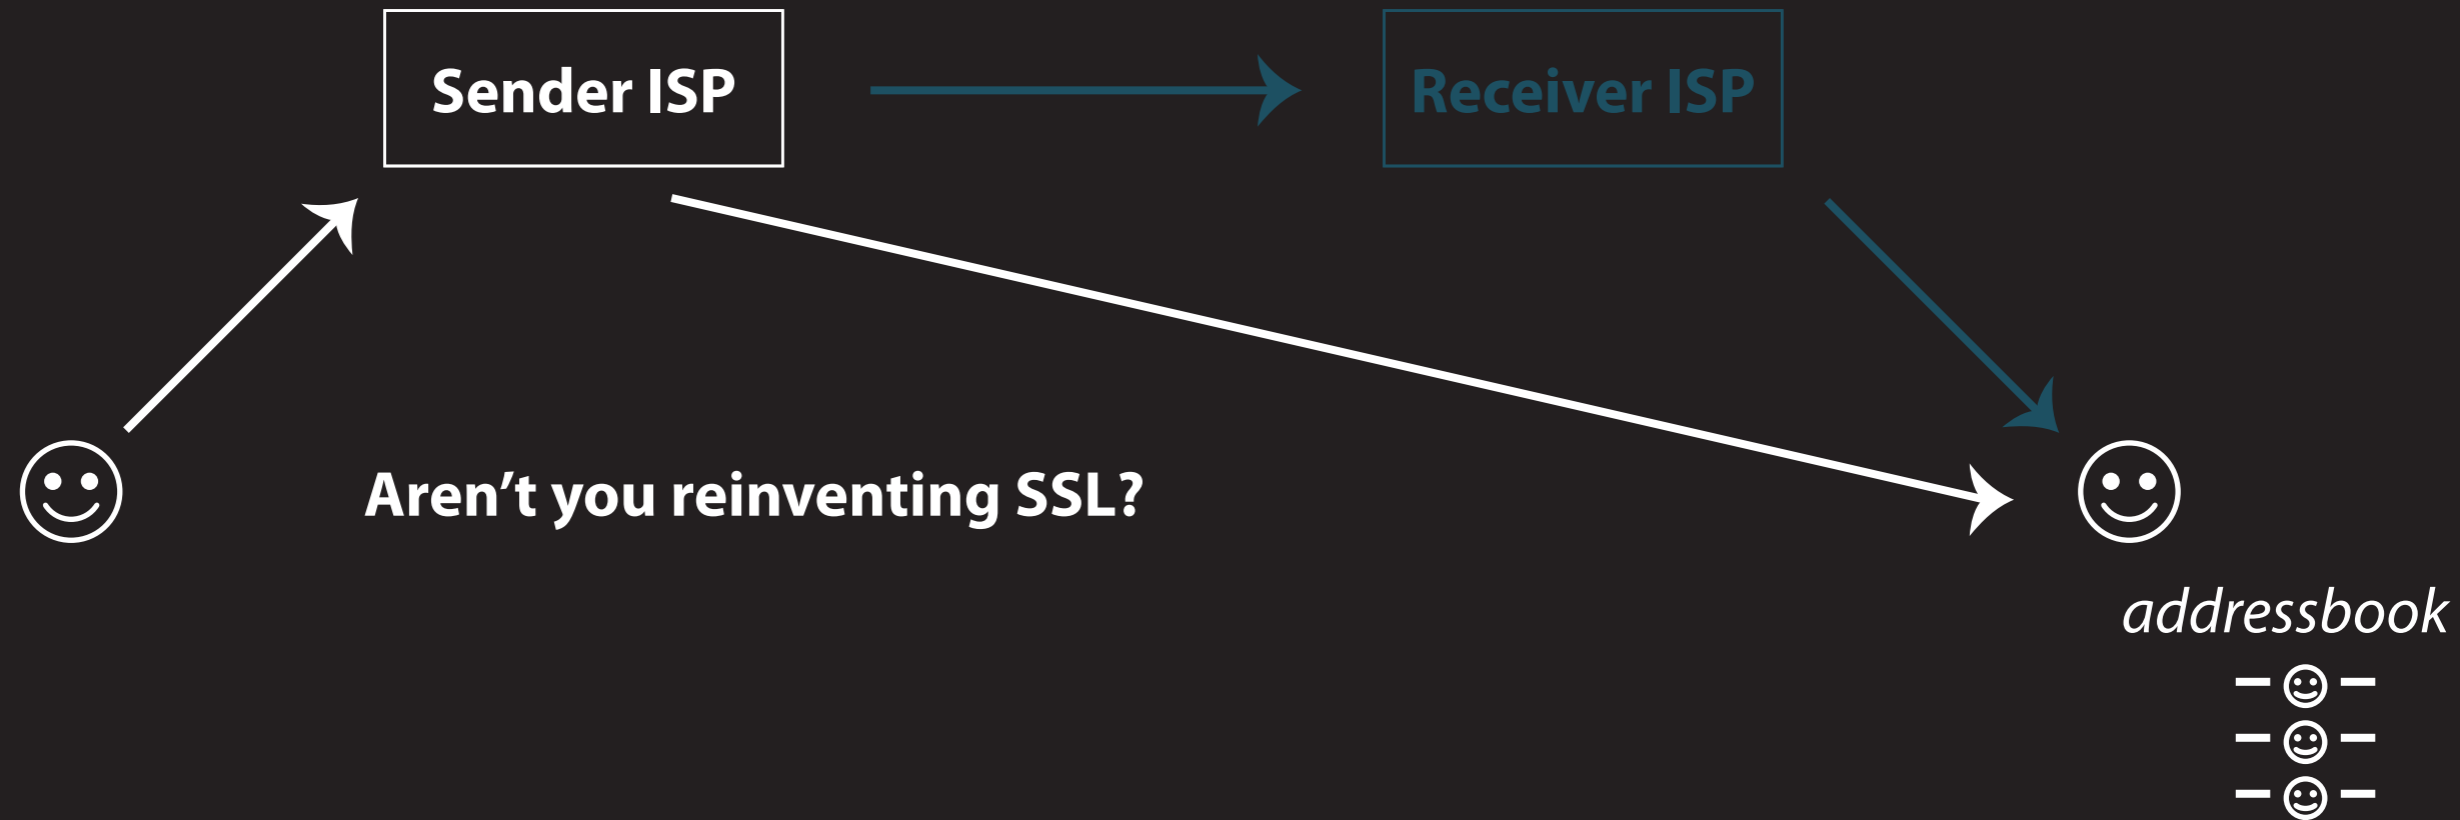 Sender ISP
Receiver ISP
Aren’t you reinventing SSL?
addressbook